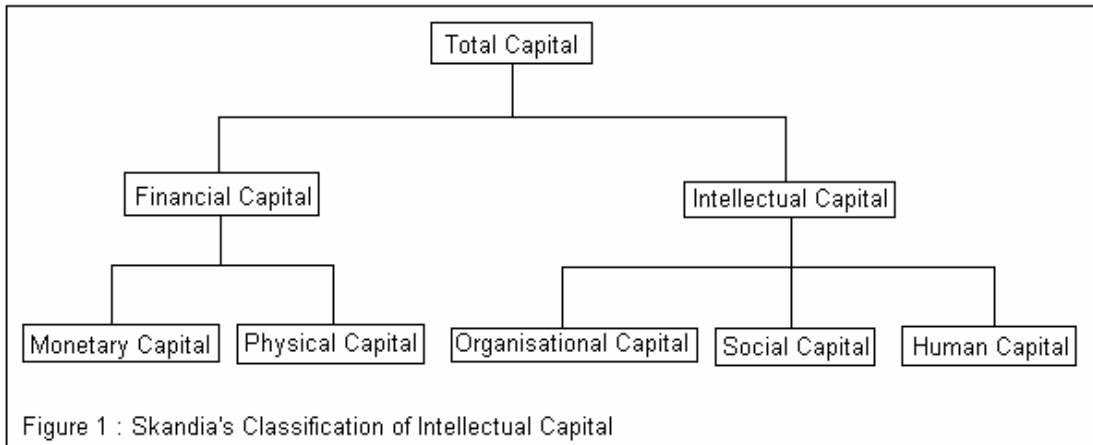 Total Capital
Financial Capital
Intellectual Capital
Monetary Capital
Physical Capital
Organisational Capital
Social Capital
Human Capital
Figure 1 : Skandia's Classification of Intellectual Capital